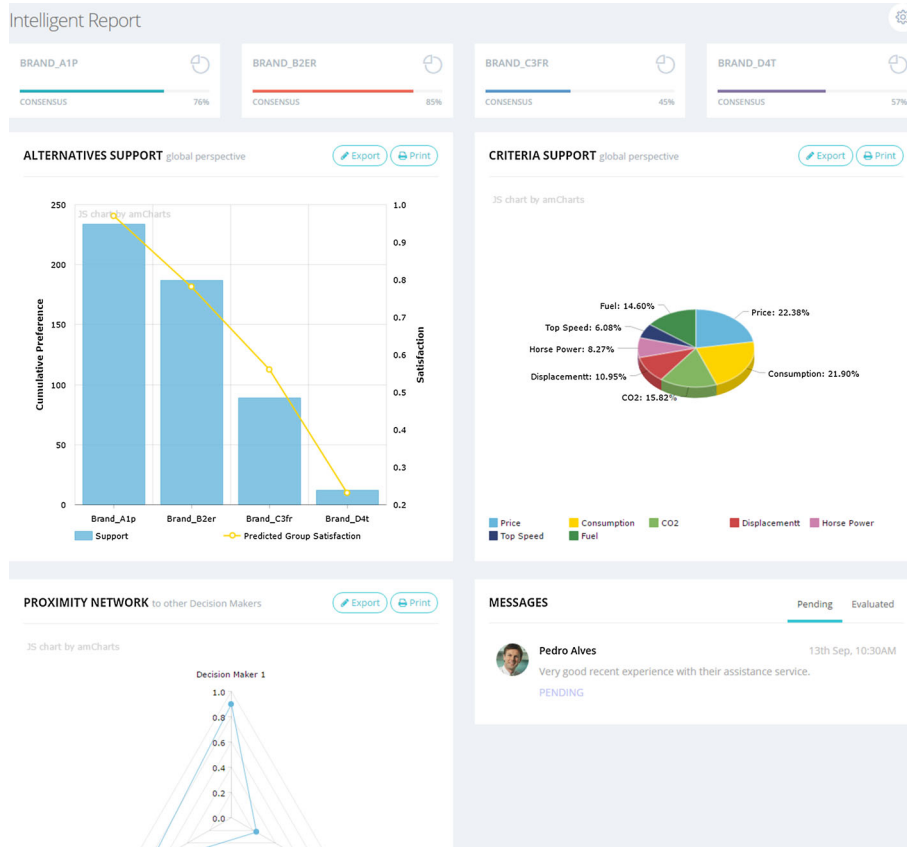 Intelligent Report
BRAND_A1P
CONSENSUS 76%
BRAND_B2ER
CONSENSUS 85%
BRAND_C3FR
CONSENSUS 45%
BRAND_D4T
CONSENSUS 57%
ALTERNATIVES SUPPORT global perspective
Export Print
JS chart by amCharts
250
200
150
100
50
0
Cummulative Preference
1.0
0.9
0.8
0.7
0.6
0.5
0.4
0.3
0.2
Satisfaction
Brand_A1p Brand_B2er Brand_C3fr Brand_D4t
Support Predicted Group Satisfaction
CRITERIA SUPPORT global perspective
Export Print
JS chart by amCharts
Fuel: 14.60%
Price: 22.38%
Top Speed: 6.08%
Horse Power: 8.27%
Consumption: 21.90%
Displacementt: 10.95%
CO2: 15.82%
Price Consumption CO2 Displacementt Horse Power
Top Speed Fuel
PROXIMITY NETWORK to other Decision Makers
Export Print
JS chart by amCharts
Decision Maker 1
1.0
0.8
0.6
0.4
0.2
0.0
MESSAGES
Pending Evaluated
Pedro Alves 13th Sep, 10:30AM
Very good recent experience with their assistance service.
PENDING